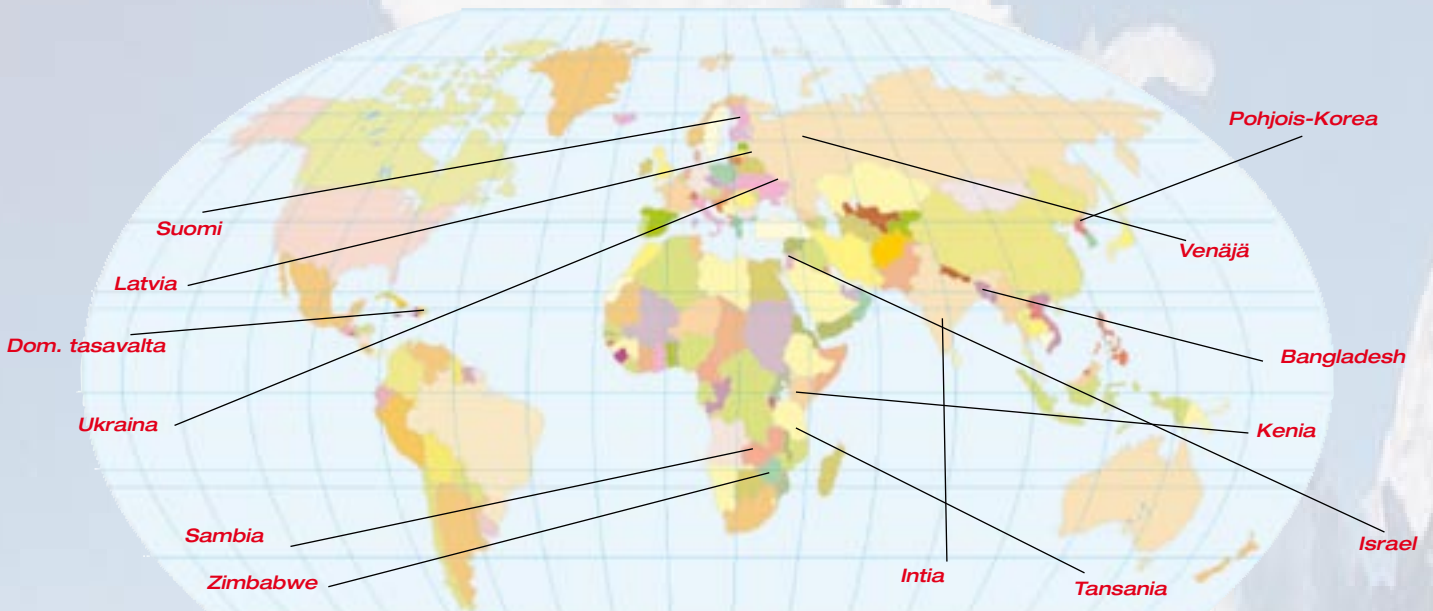 Pohjois-Korea
Suomi
Venäjä
Latvia
Dom. tasavalta
Bangladesh
Ukraina
Kenia
Sambia
Israel
Zimbabwe
Intia
Tansania